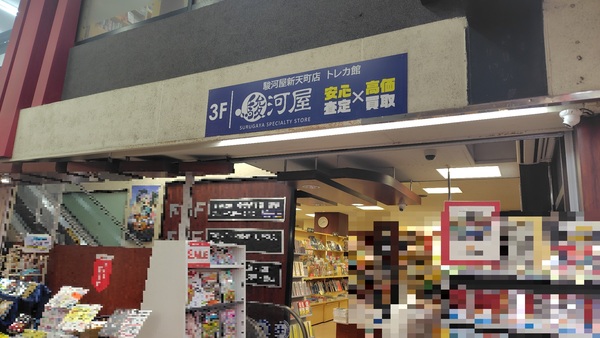 駿河屋新天町店 トレカ館
3F
駿河屋
SURUGAYA SPECIALTY STORE
安心査定×高価買取
SALE